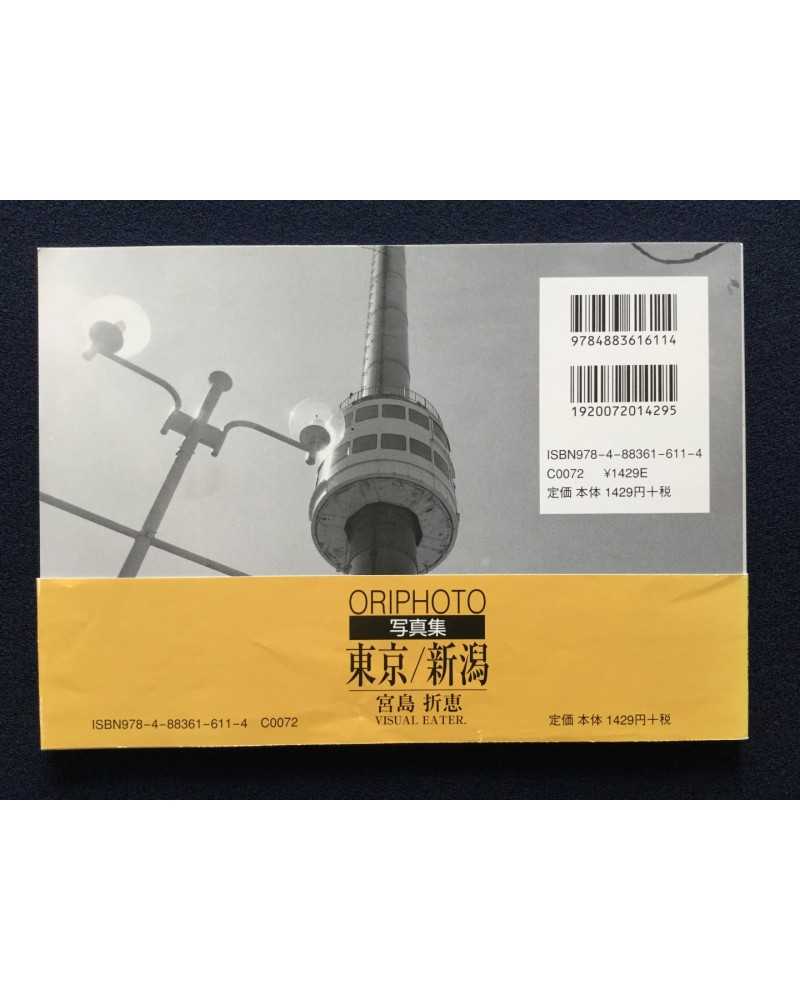 9784883616114
1920072014295
ISBN978-4-88361-611-4
C0072 ¥1429E
定価 本体 1429円+税
ORIPHOTO
写真集
東京/新潟
宮島 折恵
VISUAL EATER.
ISBN978-4-88361-611-4 C0072
定価 本体 1429円+税